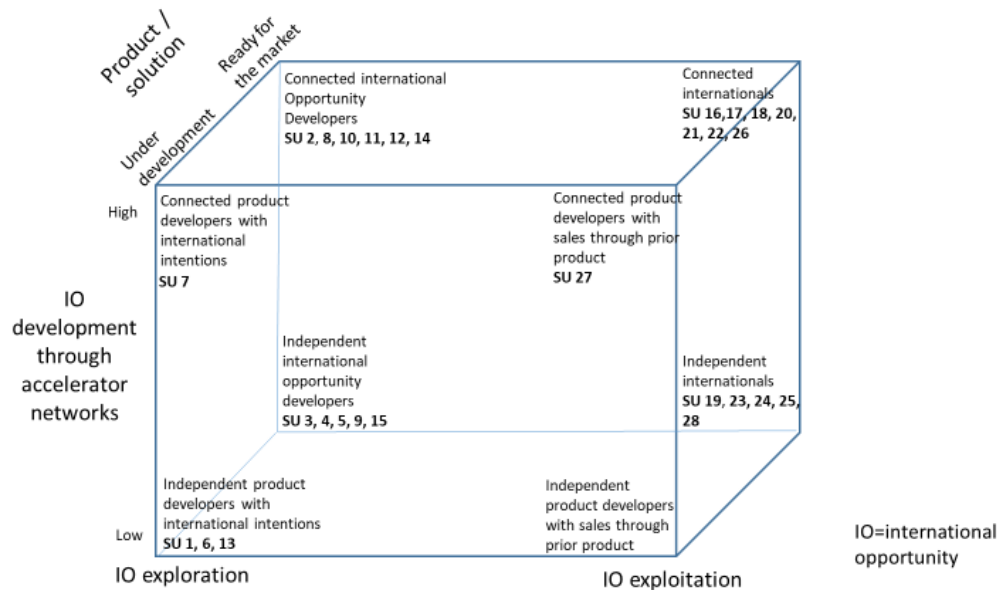 Product /
solution
Ready for
the market
Under
development
Connected international
Opportunity
Developers
SU 2, 8, 10, 11, 12, 14
Connected
internationals
SU 16,17, 18, 20,
21, 22, 26
High
Connected product
developers with
international
intentions
SU 7
Connected product
developers with
sales through prior
product
SU 27
IO
development
through
accelerator
networks
Independent
international
opportunity
developers
SU 3, 4, 5, 9, 15
Independent
internationals
SU 19, 23, 24, 25,
28
Low
Independent product
developers with
international intentions
SU 1, 6, 13
Independent
product developers
with sales through
prior product
IO=international
opportunity
IO exploration
IO exploitation